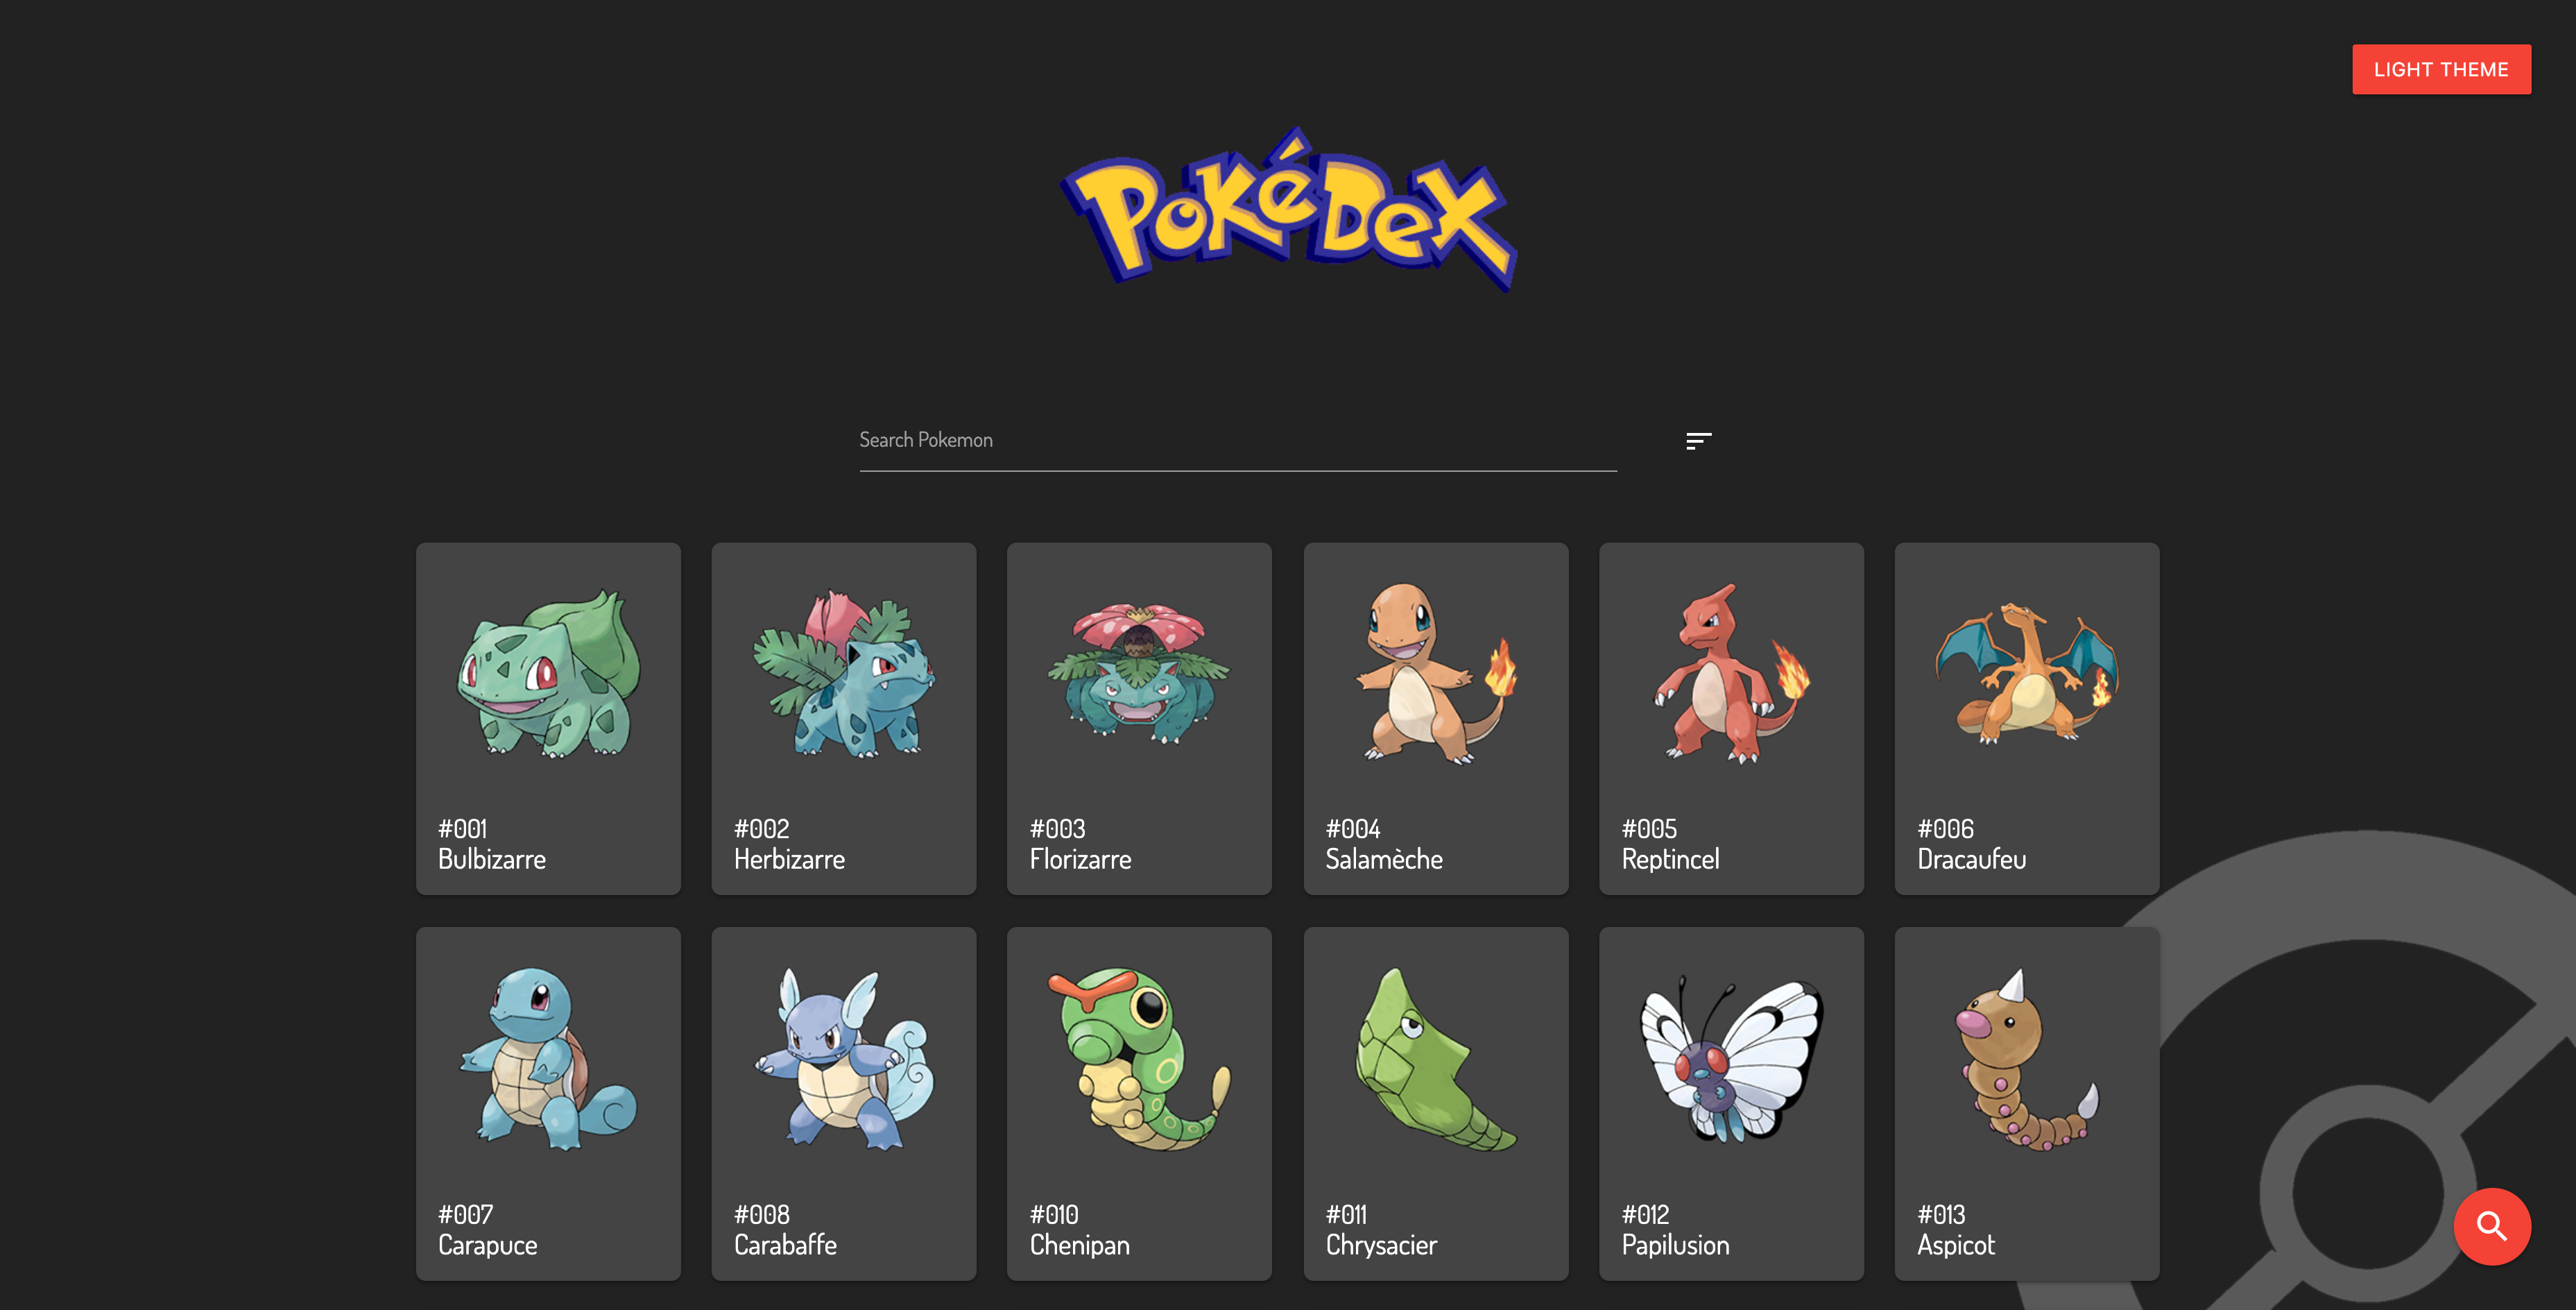 LIGHT THEME
PoKéDex
Search Pokemon
#001
Bulbizarre
#002
Herbizarre
#003
Florizarre
#004
Salamèche
#005
Reptincel
#006
Dracaufeu
#007
Carapuce
#008
Carabaffe
#010
Chenipan
#011
Chrysacier
#012
Papilusion
#013
Aspicot